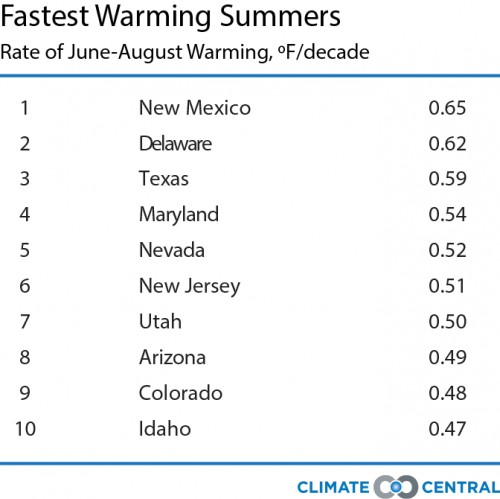 Fastest Warming Summers
Rate of June-August Warming, ºF/decade
1 New Mexico 0.65
2 Delaware 0.62
3 Texas 0.59
4 Maryland 0.54
5 Nevada 0.52
6 New Jersey 0.51
7 Utah 0.50
8 Arizona 0.49
9 Colorado 0.48
10 Idaho 0.47
CLIMATE CENTRAL